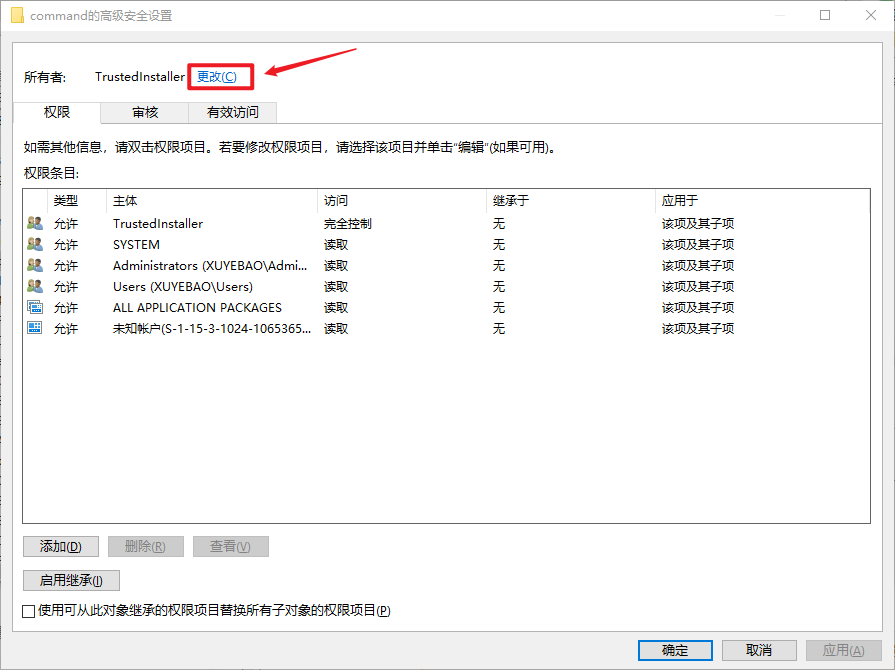 command的高级安全设置
所有者: TrustedInstaller 更改(C)
权限 审核 有效访问
如需其他信息，请双击权限项目。若要修改权限项目，请选择该项目并单击“编辑”(如果可用)。
权限条目:
类型 主体 访问 继承于 应用于
允许 TrustedInstaller 完全控制 无 该项及其子项
允许 SYSTEM 读取 无 该项及其子项
允许 Administrators (XUYEBAO\Admi... 读取 无 该项及其子项
允许 Users (XUYEBAO\Users) 读取 无 该项及其子项
允许 ALL APPLICATION PACKAGES 读取 无 该项及其子项
允许 未知帐户(S-1-15-3-1024-1065365... 读取 无 该项及其子项
添加(D) 删除(R) 查看(V)
启用继承(I)
使用可从此对象继承的权限项目替换所有子对象的权限项目(P)
确定 取消 应用(A)